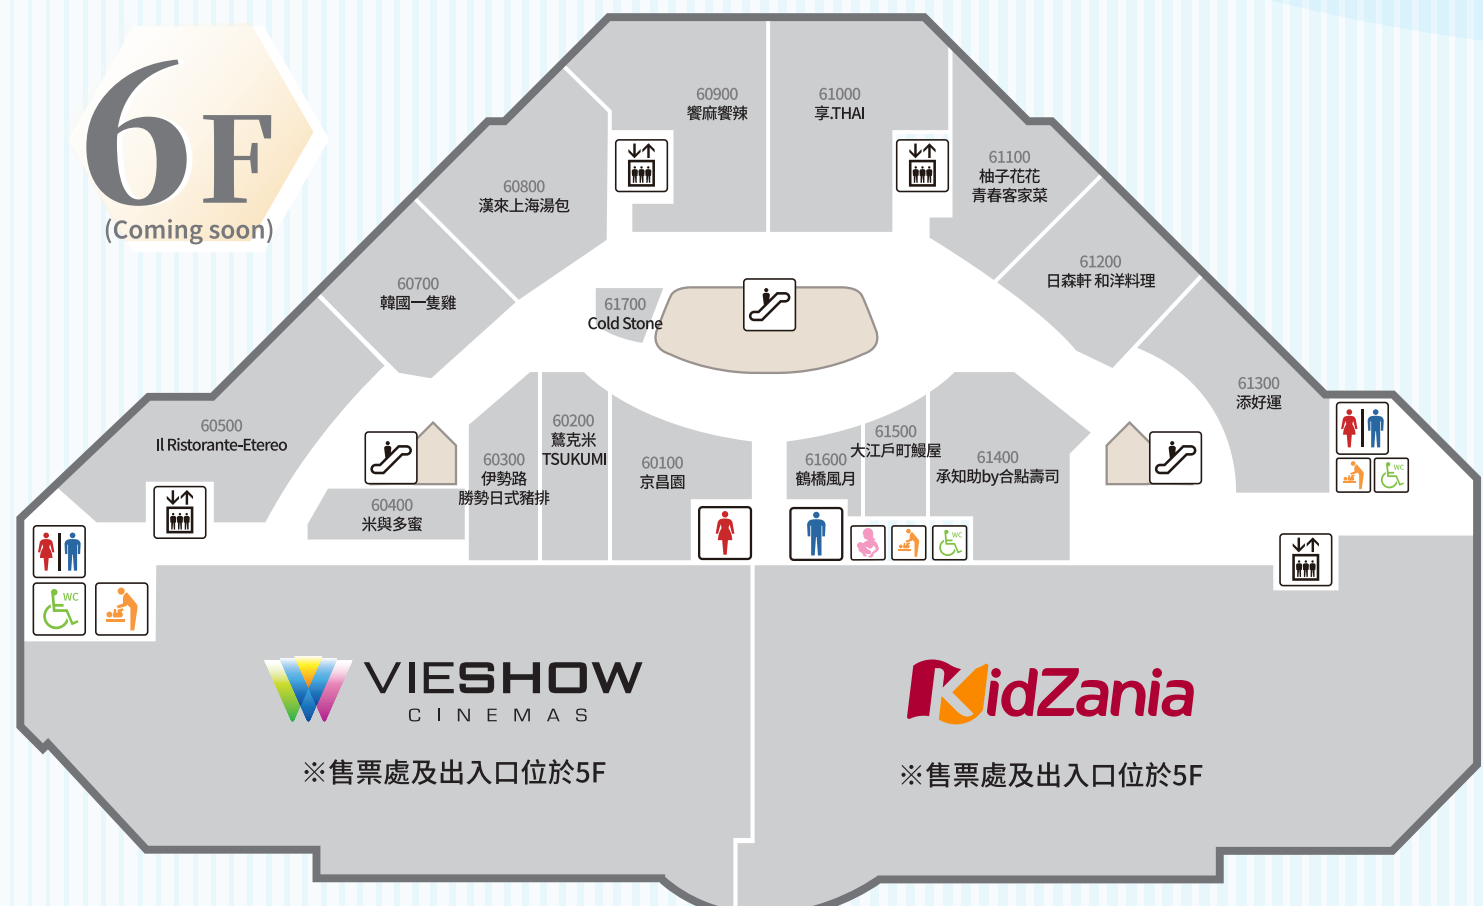 6F
(Coming soon)
60900
饗麻饗辣
61000
享.THAI
61100
柚子花花
青春客家菜
60800
漢來上海湯包
61200
日森軒 和洋料理
60700
韓國一隻雞
61700
Cold Stone
61300
添好運
60500
Il Ristorante-Etereo
60400
米與多蜜
60300
伊勢路
勝勢日式豬排
60200
鶿克米
TSUKUMI
60100
京昌園
61600
鶴橋風月
61500
大江戶町鰻屋
61400
承知助by合點壽司
WC
WC
WC
VIESHOW
CINEMAS
※售票處及出入口位於5F
KidZania
※售票處及出入口位於5F